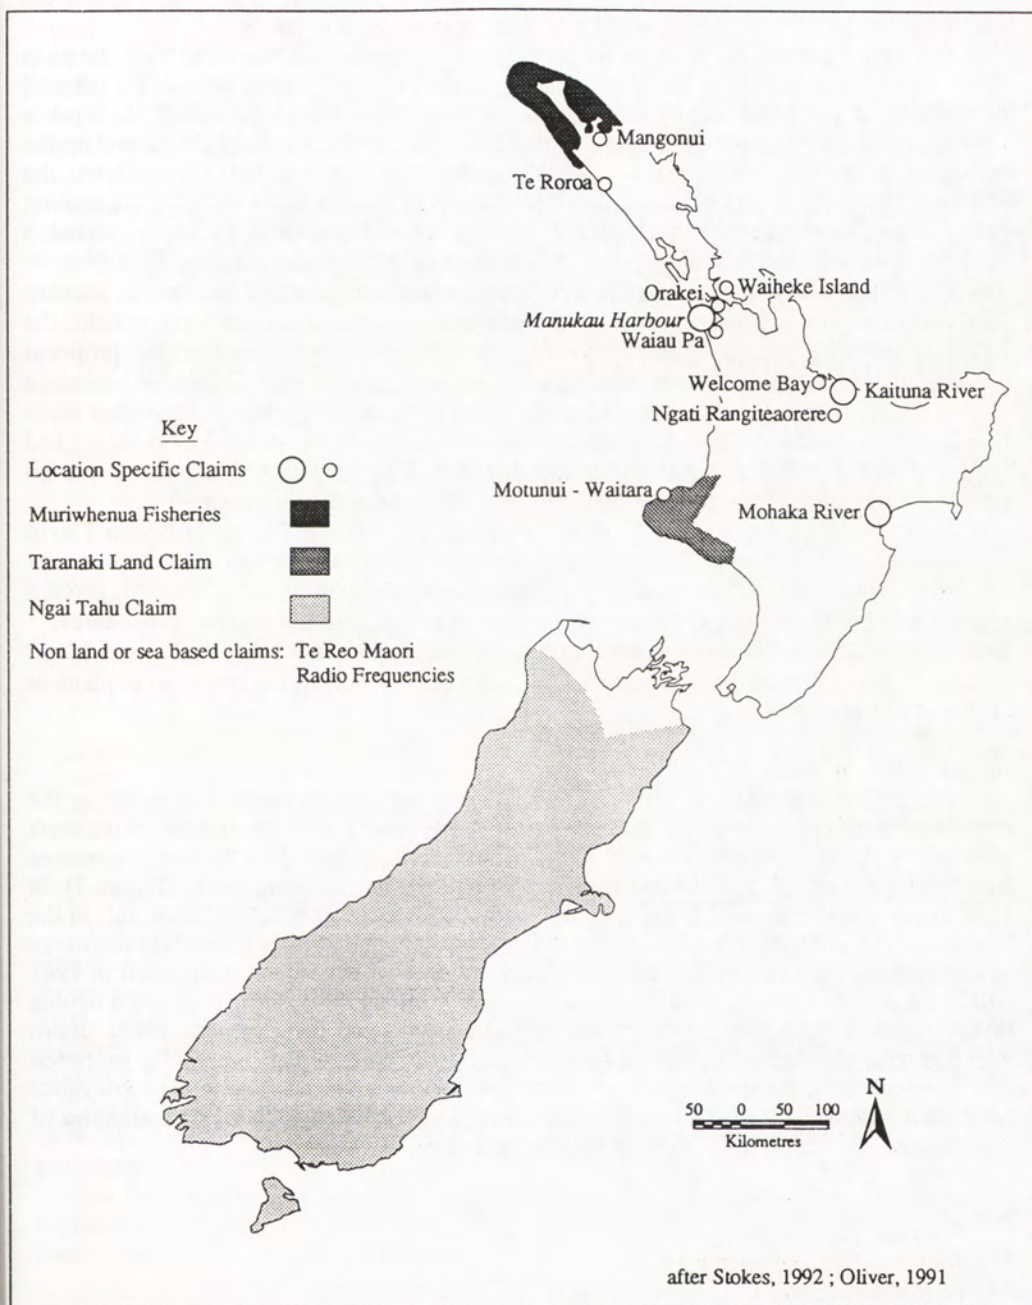 Mangonui
Te Roroa
Waiheke Island
Orakei
Manukau Harbour
Waiau Pa
Welcome Bay
Kaituna River
Ngati Rangiteaorere
Key
Location Specific Claims
Motunui - Waitara
Mohaka River
Muriwhenua Fisheries
Taranaki Land Claim
Ngai Tahu Claim
Non land or sea based claims: Te Reo Maori
Radio Frequencies
N
50 0 50 100
Kilometres
after Stokes, 1992 ; Oliver, 1991